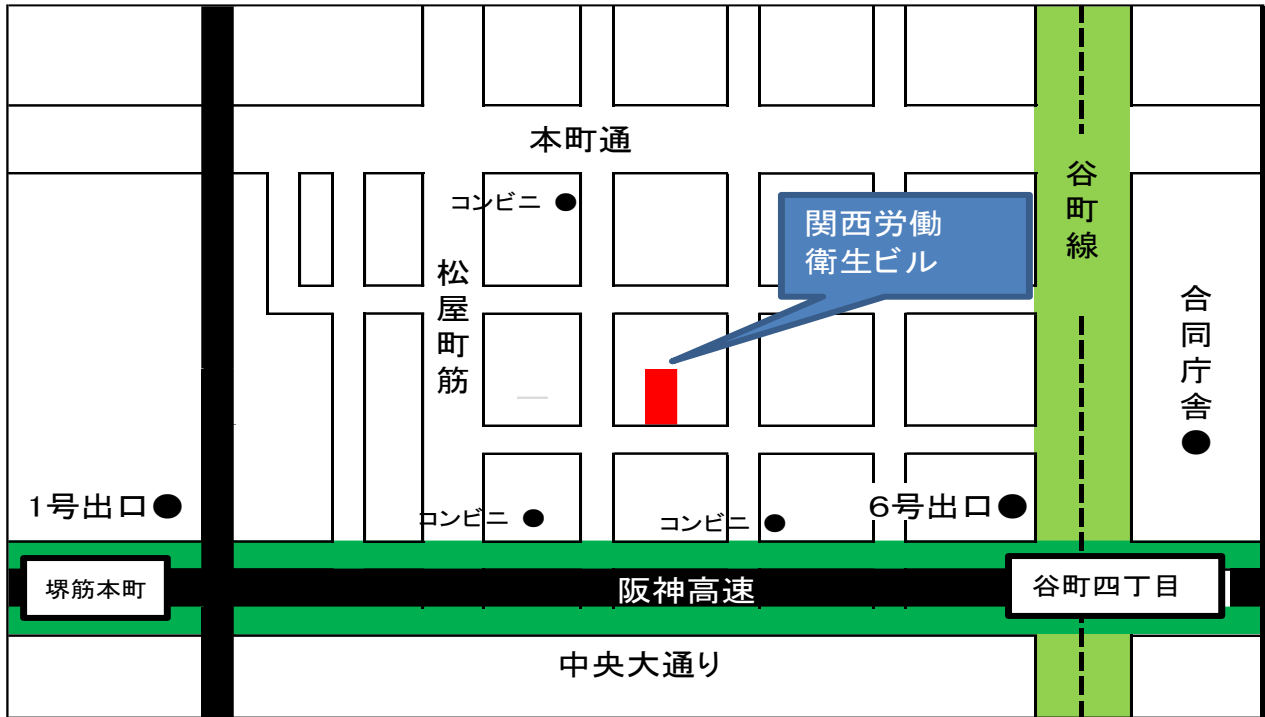 本町通
コンビニ
関西労働
衛生ビル
谷町線
松屋町筋
合同庁舎
1号出口
コンビニ
コンビニ
6号出口
堺筋本町
阪神高速
谷町四丁目
中央大通り